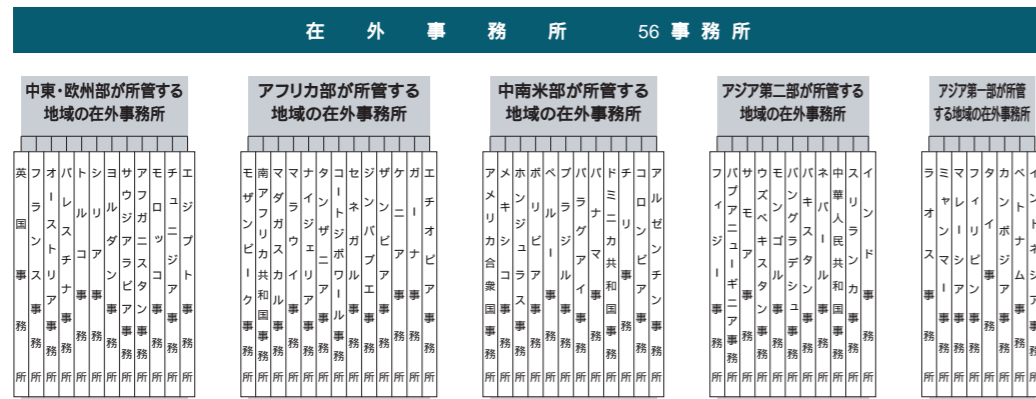 在外事務所 56事務所
中東・欧州部が所管する
地域の在外事務所
エジプト事務所
チュニジア事務所
モロッコ事務所
アフガニスタン事務所
サウジアラビア事務所
ヨルダン事務所
シリア事務所
トルコ事務所
パレスチナ事務所
オーストリア事務所
フランス事務所
英国事務所
アフリカ部が所管する
地域の在外事務所
エチオピア事務所
ガーナ事務所
ケニア事務所
ザンビア事務所
ジンバブエ事務所
セネガル事務所
コートジボワール事務所
タンザニア事務所
ナイジェリア事務所
マラウイ事務所
マダガスカル事務所
南アフリカ共和国事務所
モザンビーク事務所
中南米部が所管する
地域の在外事務所
アルゼンチン事務所
コロンビア事務所
チリ事務所
ドミニカ共和国事務所
パナマ事務所
パラグアイ事務所
ブラジル事務所
ペルー事務所
ボリビア事務所
ホンジュラス事務所
メキシコ事務所
アメリカ合衆国事務所
アジア第二部が所管する
地域の在外事務所
インド事務所
スリランカ事務所
中華人民共和国事務所
ネパール事務所
パキスタン事務所
バングラデシュ事務所
モンゴル事務所
ウズベキスタン事務所
サモア事務所
パプアニューギニア事務所
フィジー事務所
アジア第一部が所管
する地域の在外事務所
インドネシア事務所
ベトナム事務所
カンボジア事務所
タイ事務所
フィリピン事務所
マレーシア事務所
ミャンマー事務所
ラオス事務所